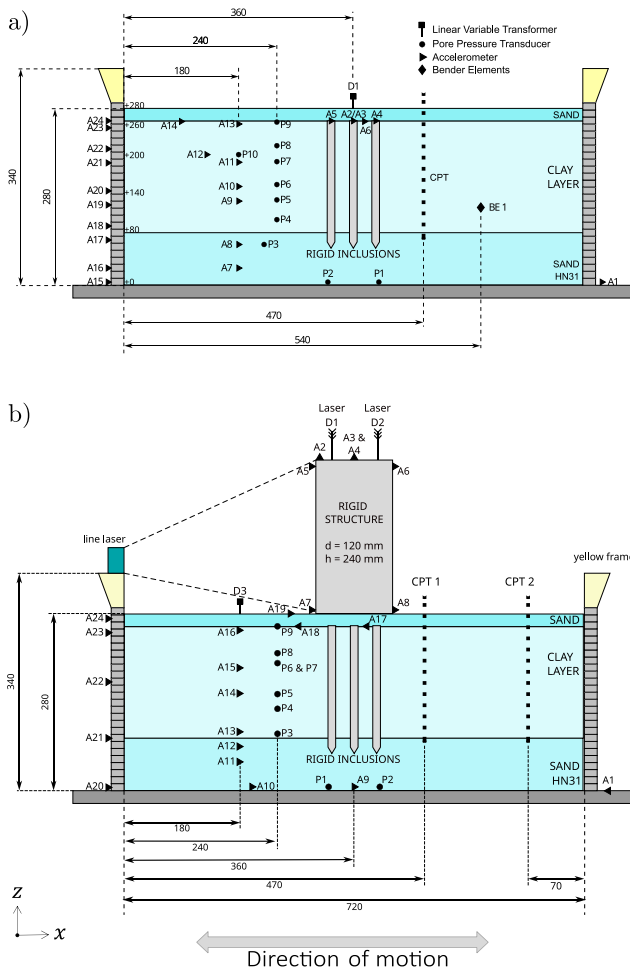 a)
360
240
180
Linear Variable Transformer
Pore Pressure Transducer
Accelerometer
Bender Elements
D1
+280
SAND
A24
A23
A14
+260
A13
P9
A5
A2/A3
A4
A6
A22
A12
+200
P10
P8
A21
A11
P7
CLAY
LAYER
CPT
A20
+140
A10
P6
A19
A9
P5
BE 1
P4
A18
+80
A17
A8
P3
RIGID INCLUSIONS
A16
A7
SAND
HN31
A15
+0
P2
P1
A1
340
280
470
540
b)
Laser
D1
Laser
D2
A3 &
A4
A2
A5
A6
RIGID
STRUCTURE
d = 120 mm
h = 240 mm
line laser
yellow frame
CPT 1
CPT 2
D3
A7
A8
A19
A24
A17
SAND
A23
A16
P9
A18
P8
CLAY
LAYER
A15
P6 & P7
A22
A14
P5
P4
A21
A13
P3
A12
RIGID INCLUSIONS
A11
SAND
HN31
A20
A10
P1
A9
P2
A1
340
280
180
240
360
470
70
720
z
x
Direction of motion